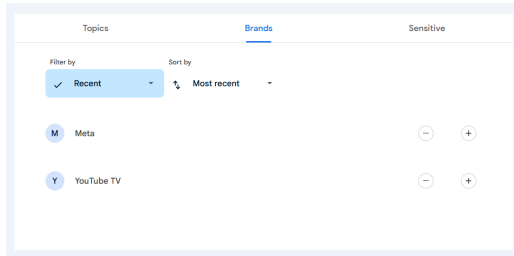 Topics Brands Sensitive
Filter by Sort by
Recent Most recent
M Meta
Y YouTube TV